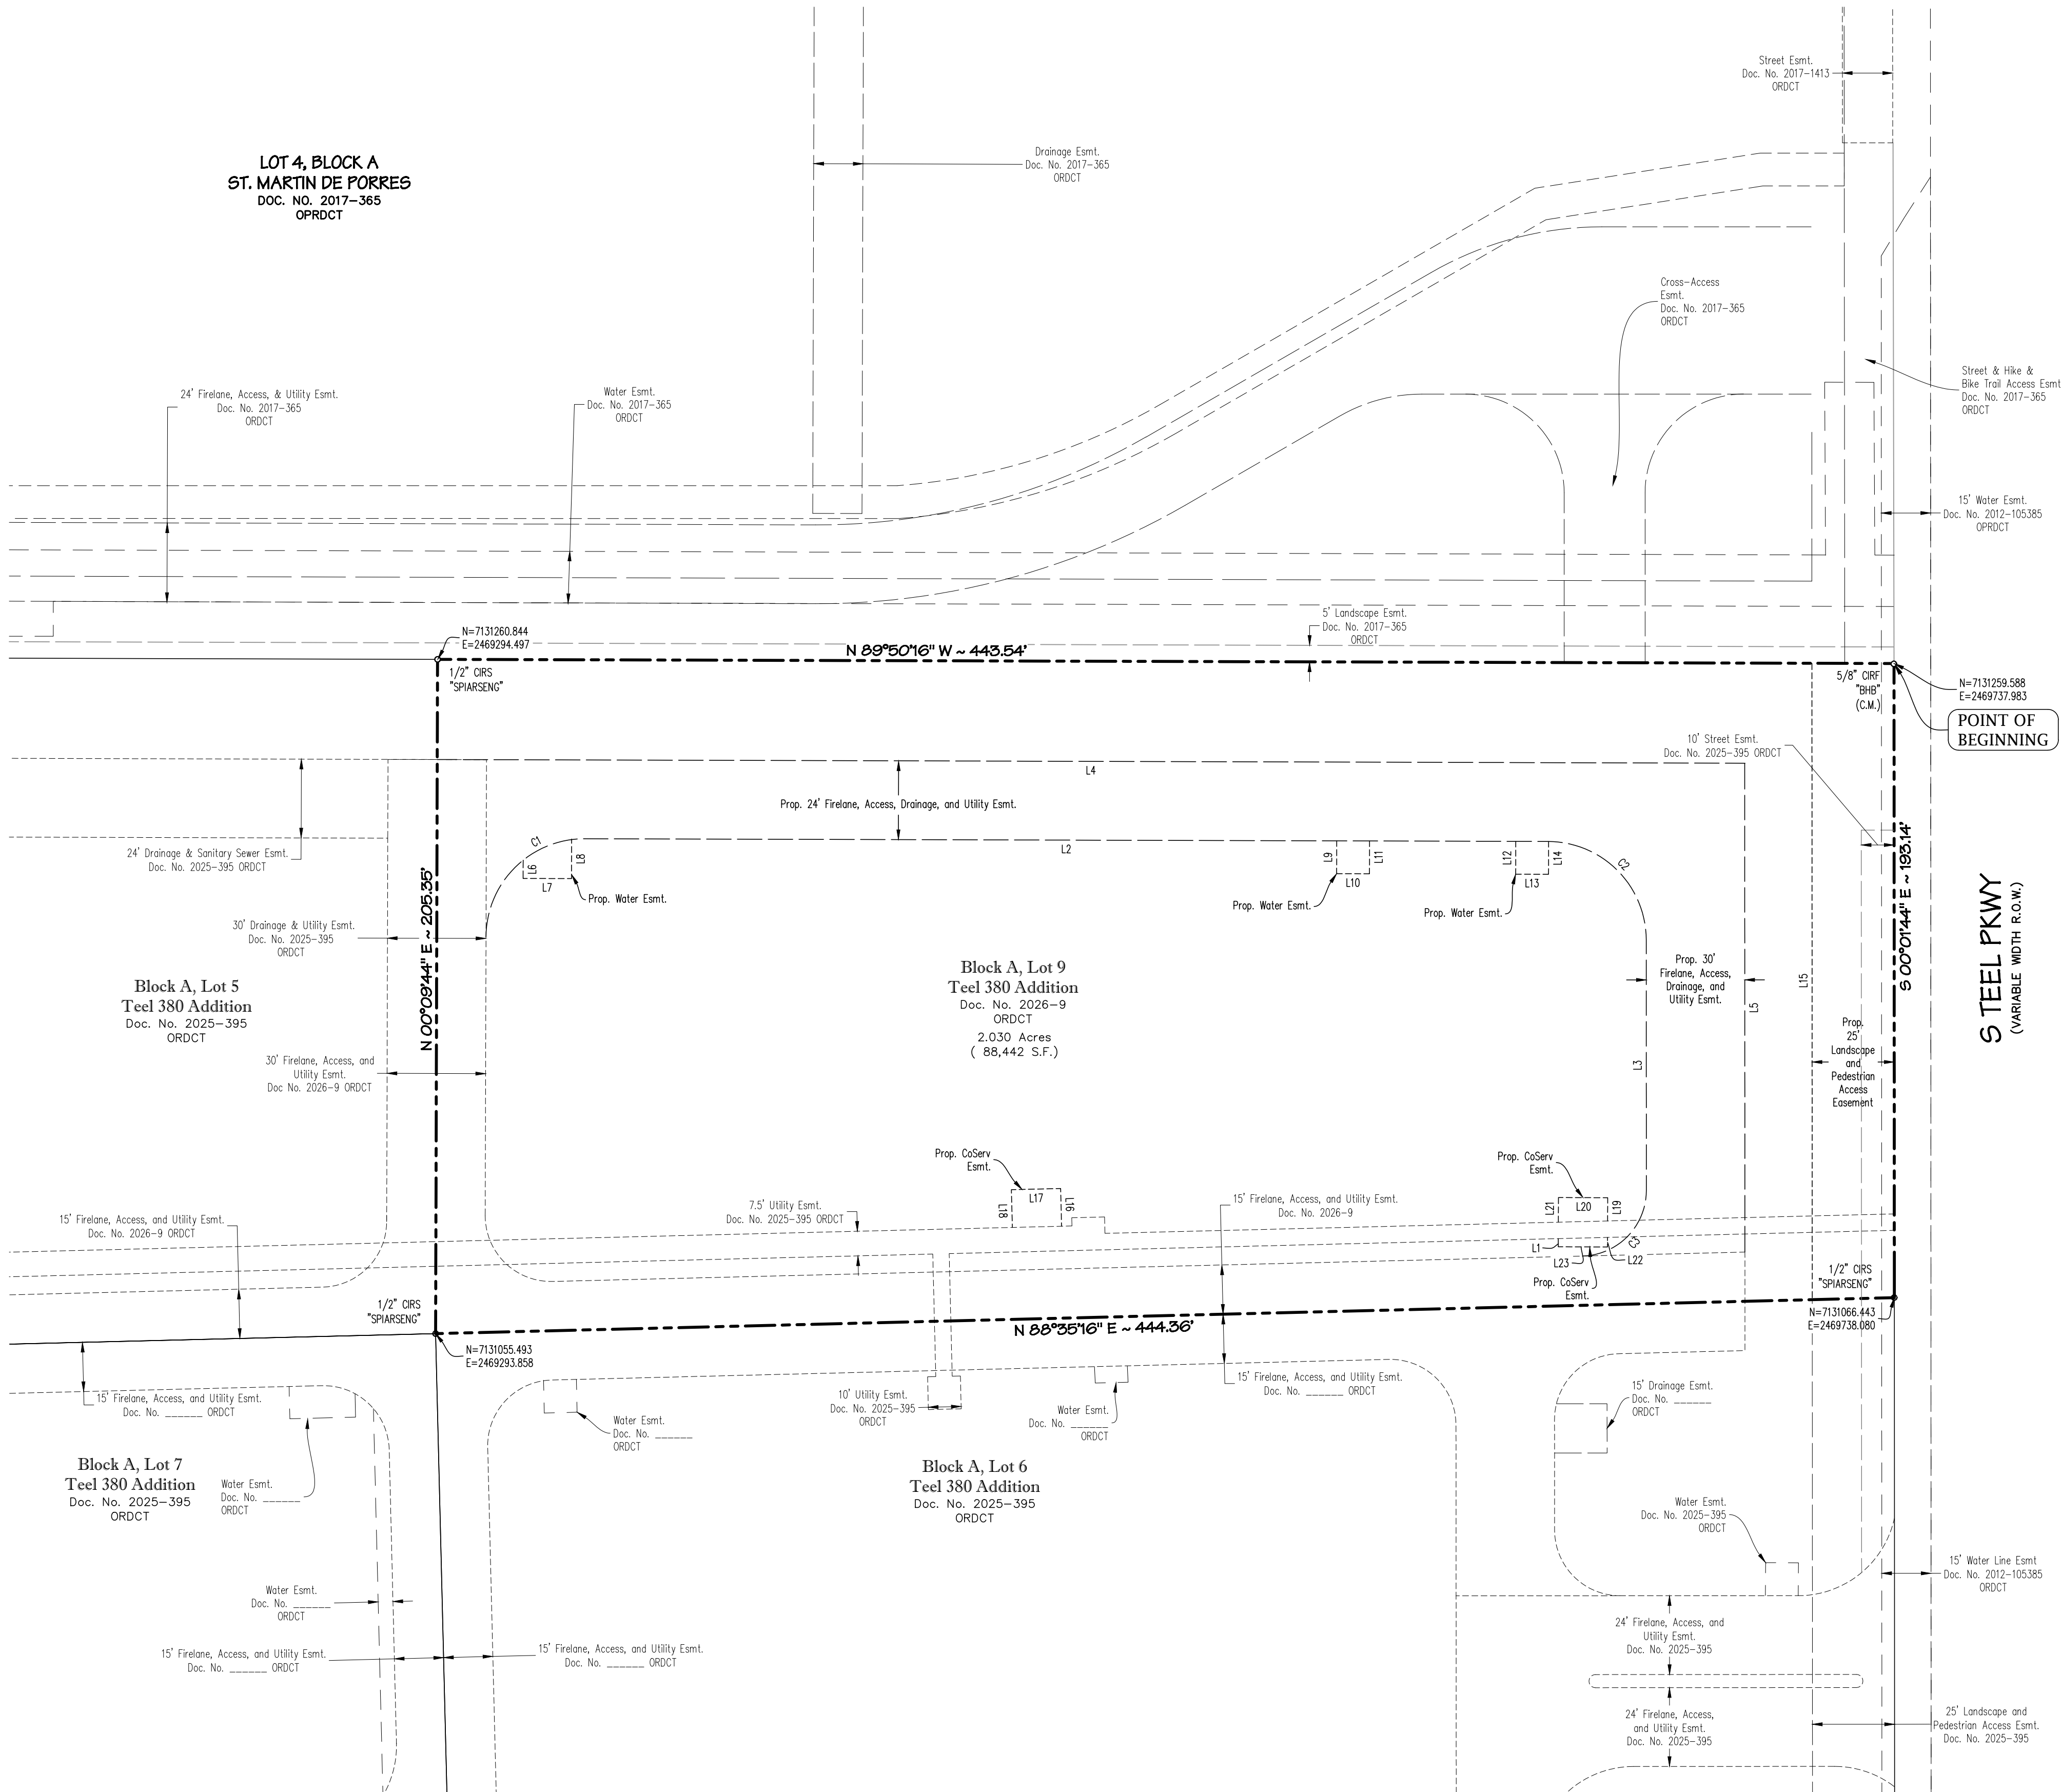 Street Esmt.
Doc. No. 2017-1413
ORDCT
LOT 4, BLOCK A
ST. MARTIN DE PORRES
DOC. NO. 2017-365
OPRDCT
Drainage Esmt.
Doc. No. 2017-365
ORDCT
Cross-Access
Esmt.
Doc. No. 2017-365
ORDCT
Street & Hike &
Bike Trail Access Esmt
Doc. No. 2017-365
ORDCT
24' Firelane, Access, & Utility Esmt.
Doc. No. 2017-365
ORDCT
Water Esmt.
Doc. No. 2017-365
ORDCT
15' Water Esmt.
Doc. No. 2012-105385
OPRDCT
5' Landscape Esmt.
Doc. No. 2017-365
ORDCT
N=7131260.844
E=2469294.497
N 89°50'16" W ~ 443.54'
1/2" CIRS
"SPIARSENG"
5/8" CIRF
"BHB"
(C.M.)
N=7131259.588
E=2469737.983
POINT OF
BEGINNING
10' Street Esmt.
Doc. No. 2025-395 ORDCT
L4
Prop. 24' Firelane, Access, Drainage, and Utility Esmt.
24' Drainage & Sanitary Sewer Esmt.
Doc. No. 2025-395 ORDCT
C1
L6
L8
L7
Prop. Water Esmt.
L2
L9
L11
L10
Prop. Water Esmt.
L12
L14
L13
Prop. Water Esmt.
C2
N 00°09'44" E ~ 205.35'
S 00°01'44" E ~ 193.14'
S TEEL PKWY
(VARIABLE WIDTH R.O.W.)
30' Drainage & Utility Esmt.
Doc. No. 2025-395
ORDCT
Block A, Lot 5
Teel 380 Addition
Doc. No. 2025-395
ORDCT
Block A, Lot 9
Teel 380 Addition
Doc. No. 2026-9
ORDCT
2.030 Acres
( 88,442 S.F.)
Prop. 30'
Firelane, Access,
Drainage, and
Utility Esmt.
L15
L5
L3
Prop.
25'
Landscape
and
Pedestrian
Access
Easement
30' Firelane, Access, and
Utility Esmt.
Doc No. 2026-9 ORDCT
Prop. CoServ
Esmt.
L17
L18
L16
Prop. CoServ
Esmt.
L21
L20
L19
15' Firelane, Access, and Utility Esmt.
Doc. No. 2026-9 ORDCT
7.5' Utility Esmt.
Doc. No. 2025-395 ORDCT
15' Firelane, Access, and Utility Esmt.
Doc. No. 2026-9
L1
L23
C3
L22
Prop. CoServ
Esmt.
1/2" CIRS
"SPIARSENG"
1/2" CIRS
"SPIARSENG"
N=7131066.443
E=2469738.080
N 88°35'16" E ~ 444.36'
N=7131055.493
E=2469293.858
15' Firelane, Access, and Utility Esmt.
Doc. No. ______ ORDCT
10' Utility Esmt.
Doc. No. 2025-395
ORDCT
15' Firelane, Access, and Utility Esmt.
Doc. No. ______ ORDCT
15' Drainage Esmt.
Doc. No. ______
ORDCT
Water Esmt.
Doc. No. ______
ORDCT
Water Esmt.
Doc. No. ______
ORDCT
Block A, Lot 7
Teel 380 Addition
Doc. No. 2025-395
ORDCT
Water Esmt.
Doc. No. ______
ORDCT
Block A, Lot 6
Teel 380 Addition
Doc. No. 2025-395
ORDCT
Water Esmt.
Doc. No. 2025-395
ORDCT
15' Water Line Esmt
Doc. No. 2012-105385
ORDCT
Water Esmt.
Doc. No. ______
ORDCT
24' Firelane, Access, and
Utility Esmt.
Doc. No. 2025-395
15' Firelane, Access, and Utility Esmt.
Doc. No. ______ ORDCT
15' Firelane, Access, and Utility Esmt.
Doc. No. ______ ORDCT
24' Firelane, Access,
and Utility Esmt.
Doc. No. 2025-395
25' Landscape and
Pedestrian Access Esmt.
Doc. No. 2025-395